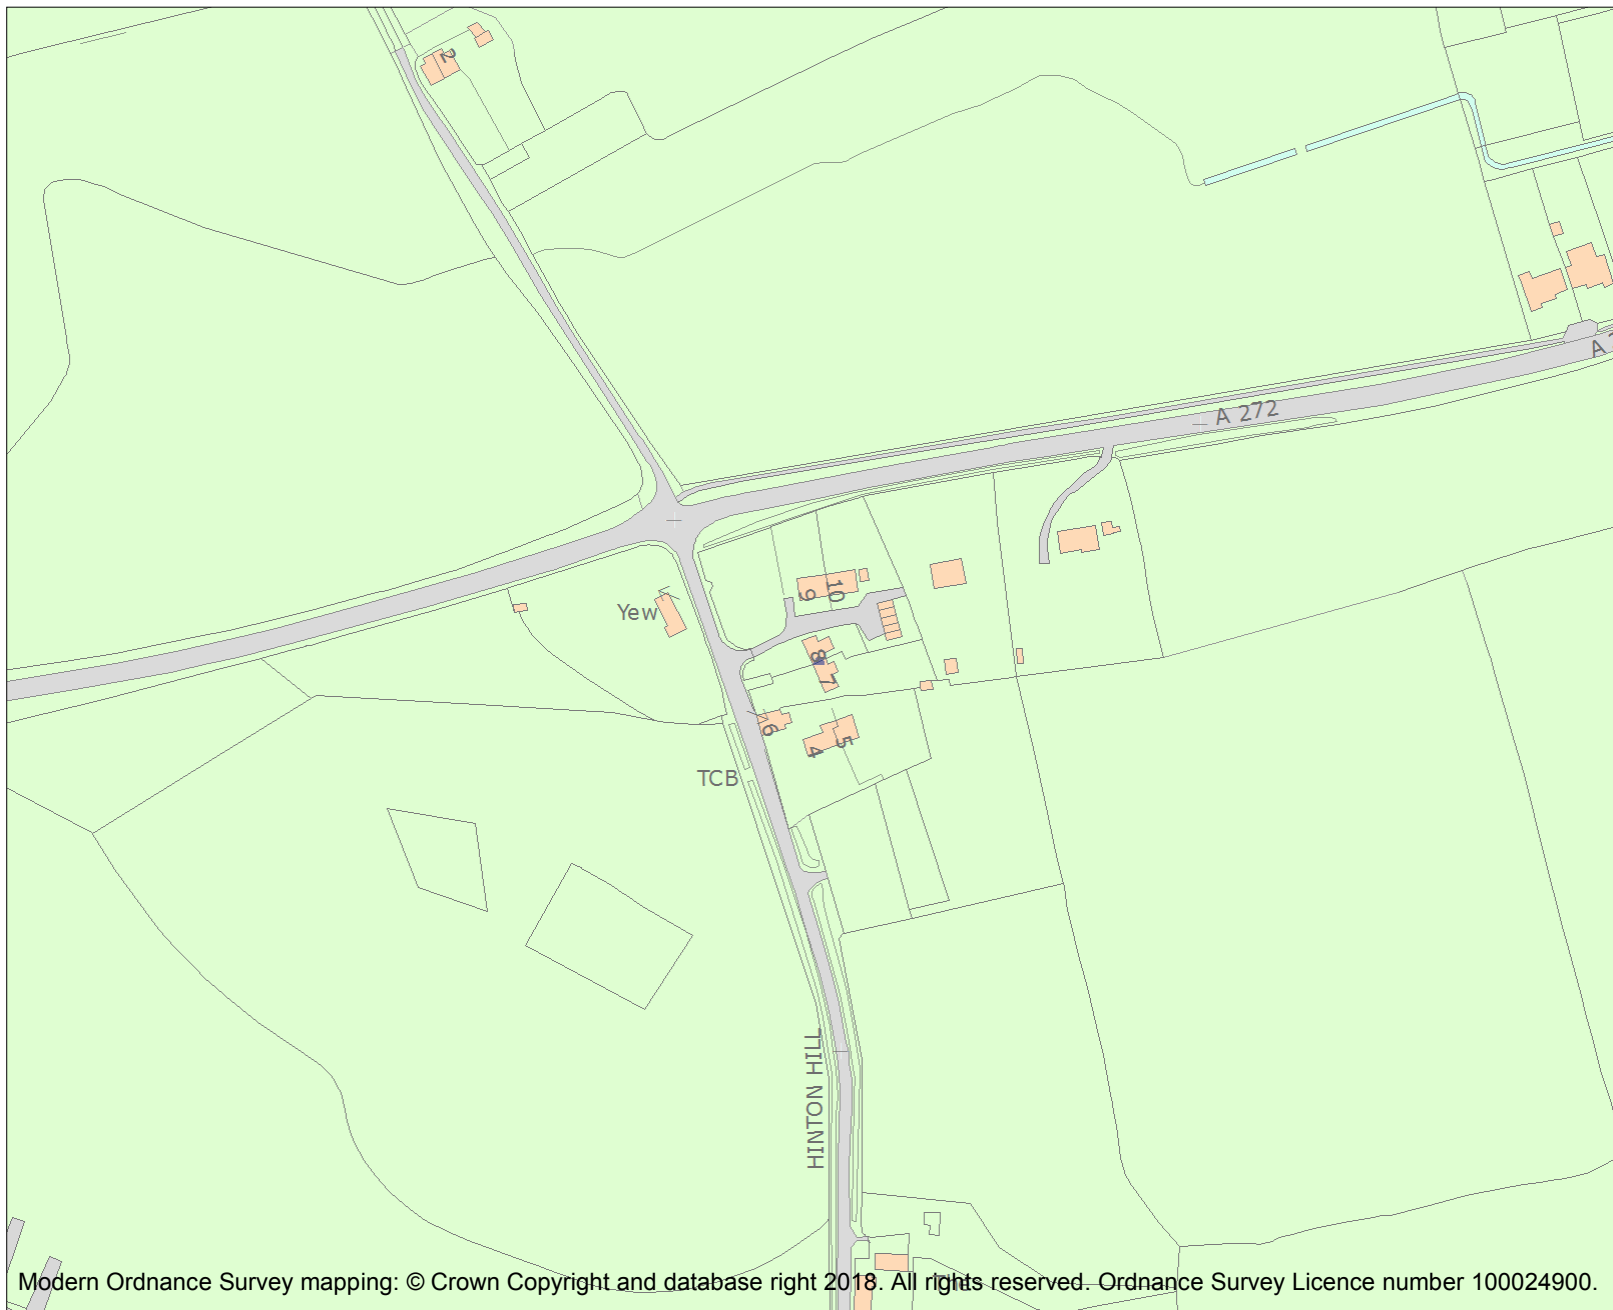 2
A 272
Yew
9
10
8
7
6
5
4
TCB
HINTON HILL
Modern Ordnance Survey mapping: © Crown Copyright and database right 2018. All rights reserved. Ordnance Survey Licence number 100024900.